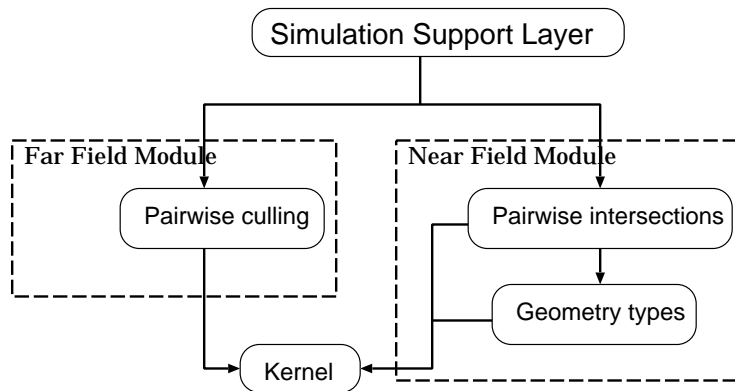 Simulation Support Layer
Far Field Module
Near Field Module
Pairwise culling
Pairwise intersections
Geometry types
Kernel